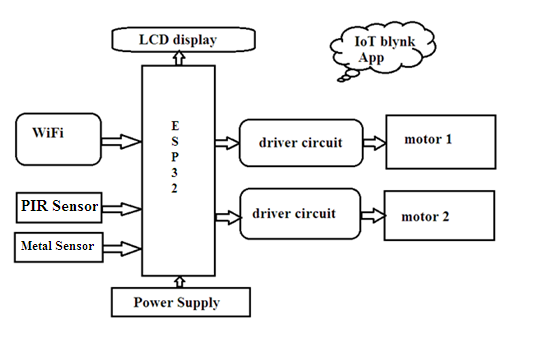 LCD display
IoT blynk
App
WiFi
E
S
P
3
2
driver circuit
motor 1
PIR Sensor
driver circuit
motor 2
Metal Sensor
Power Supply